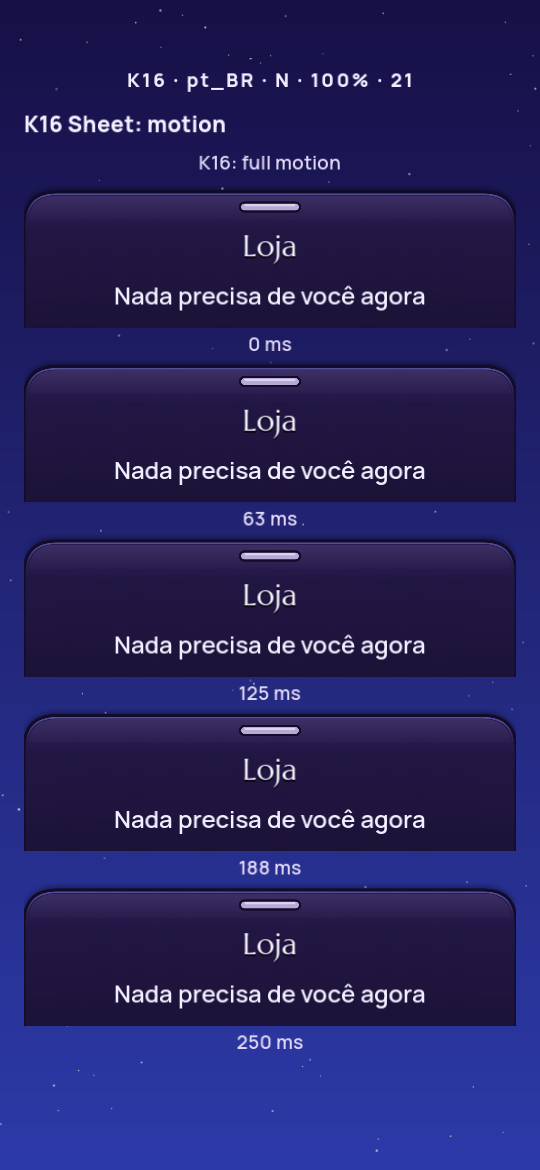 K16 · pt_BR · N · 100% · 21
K16 Sheet: motion
K16: full motion
Loja
Nada precisa de você agora
0 ms
Loja
Nada precisa de você agora
63 ms
Loja
Nada precisa de você agora
125 ms
Loja
Nada precisa de você agora
188 ms
Loja
Nada precisa de você agora
250 ms